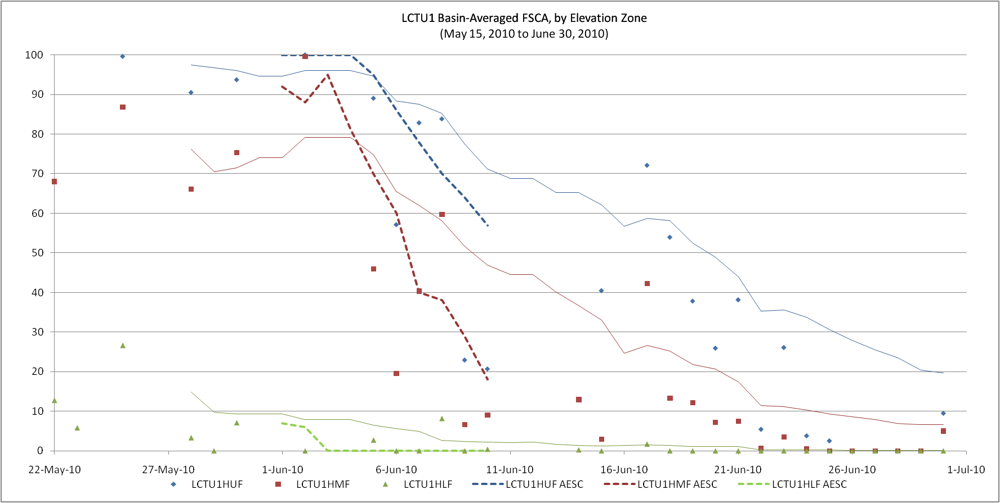 LCTU1 Basin-Averaged FSCA, by Elevation Zone
(May 15, 2010 to June 30, 2010)
100
90
80
70
60
50
40
30
20
10
0
22-May-10 27-May-10 1-Jun-10 6-Jun-10 11-Jun-10 16-Jun-10 21-Jun-10 26-Jun-10 1-Jul-10
LCTU1HUF LCTU1HMF LCTU1HLF LCTU1HUF AESC LCTU1HMF AESC LCTU1HLF AESC